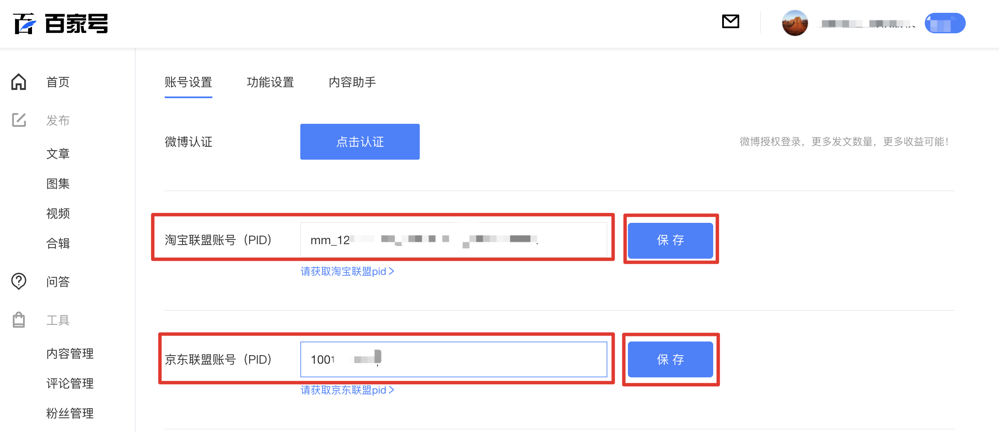 百家号
首页
发布
文章
图集
视频
合辑
问答
工具
内容管理
评论管理
粉丝管理
账号设置 功能设置 内容助手
微博认证 点击认证 微博授权登录，更多发文数量，更多收益可能！
淘宝联盟账号（PID） mm_12 保 存
请获取淘宝联盟pid >
京东联盟账号（PID） 1001 保 存
请获取京东联盟pid >